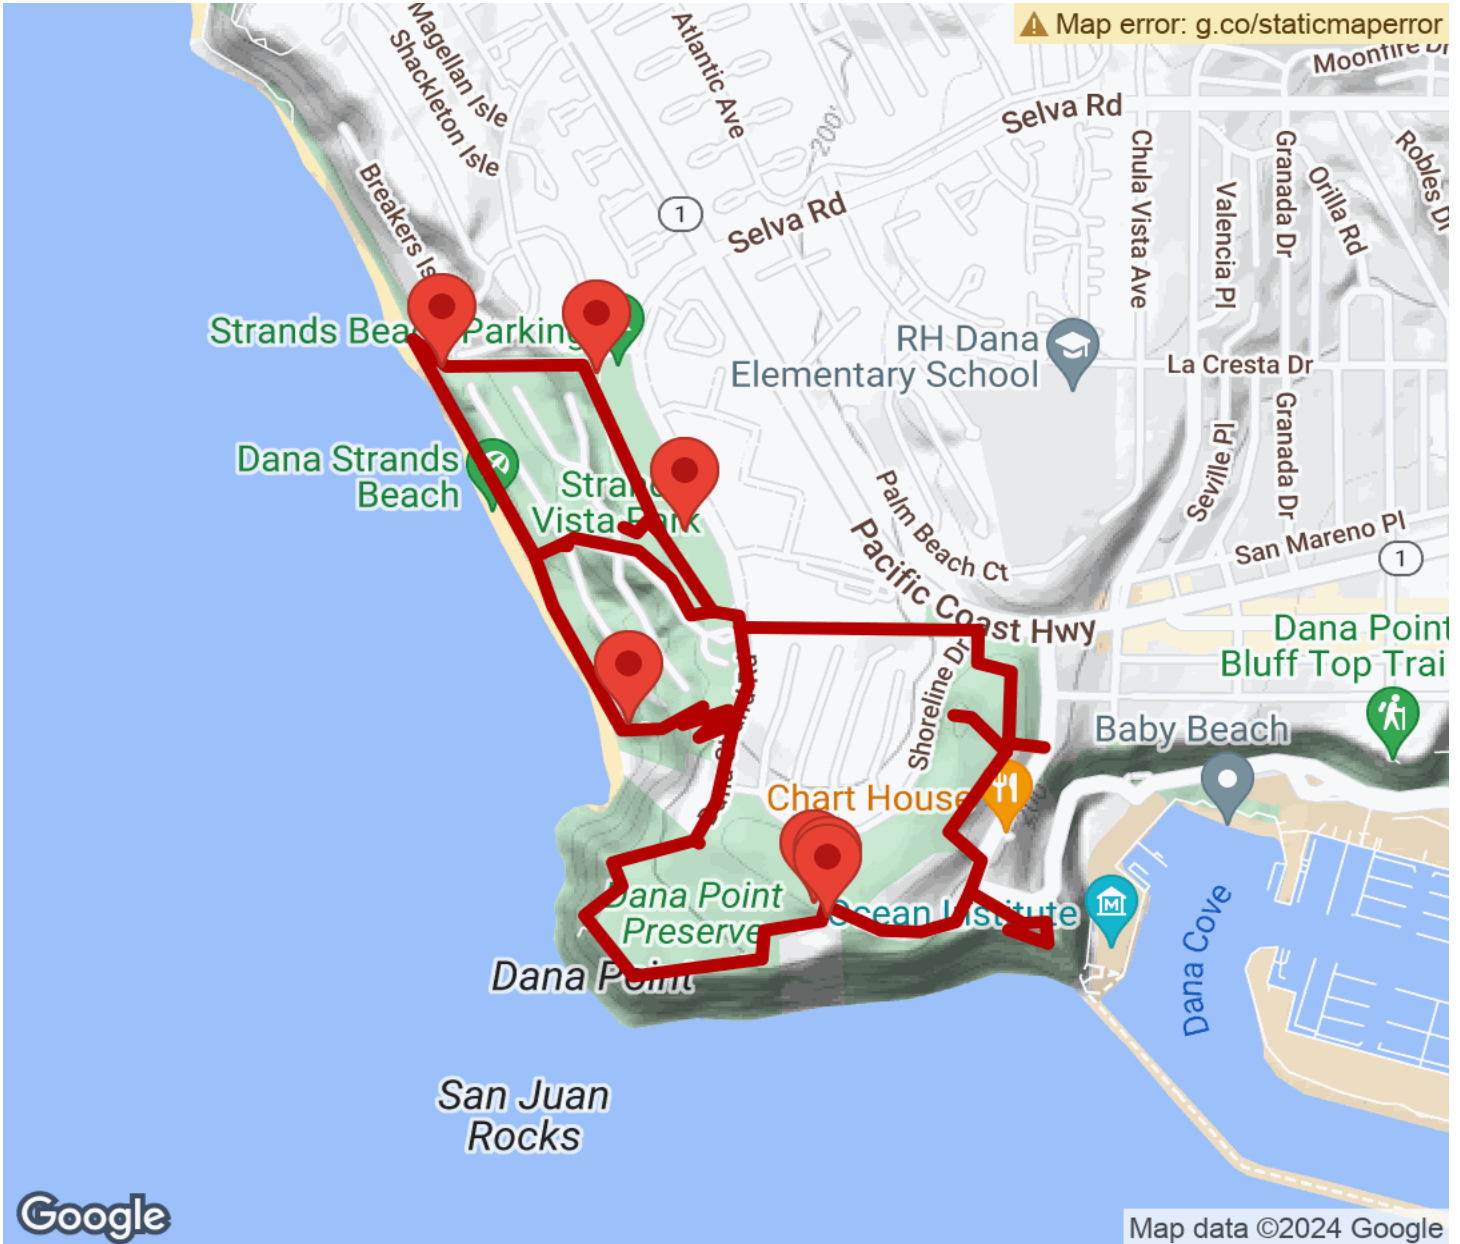 Map error: g.co/staticmaperror
Magellan Isle
Shackleton Isle
Atlantic Ave
Moonfire Dr
Selva Rd
200'
Chula Vista Ave
Granada Dr
Robles Dr
Orilla Rd
Valencia Pl
Breakers Is
1
Selva Rd
Strands Bea
Parking
RH Dana
Elementary School
La Cresta Dr
Granada Dr
Dana Strands
Beach
Stran
Vista Park
Palm Beach Ct
Seville Pl
San Mareno Pl
1
Pacific Coast Hwy
Dana Point
Bluff Top Trai
Shoreline Dr
Baby Beach
Chart House
Dana Point
Preserve
Ocean Institute
Dana Cove
Dana Point
San Juan
Rocks
Google
Map data ©2024 Google